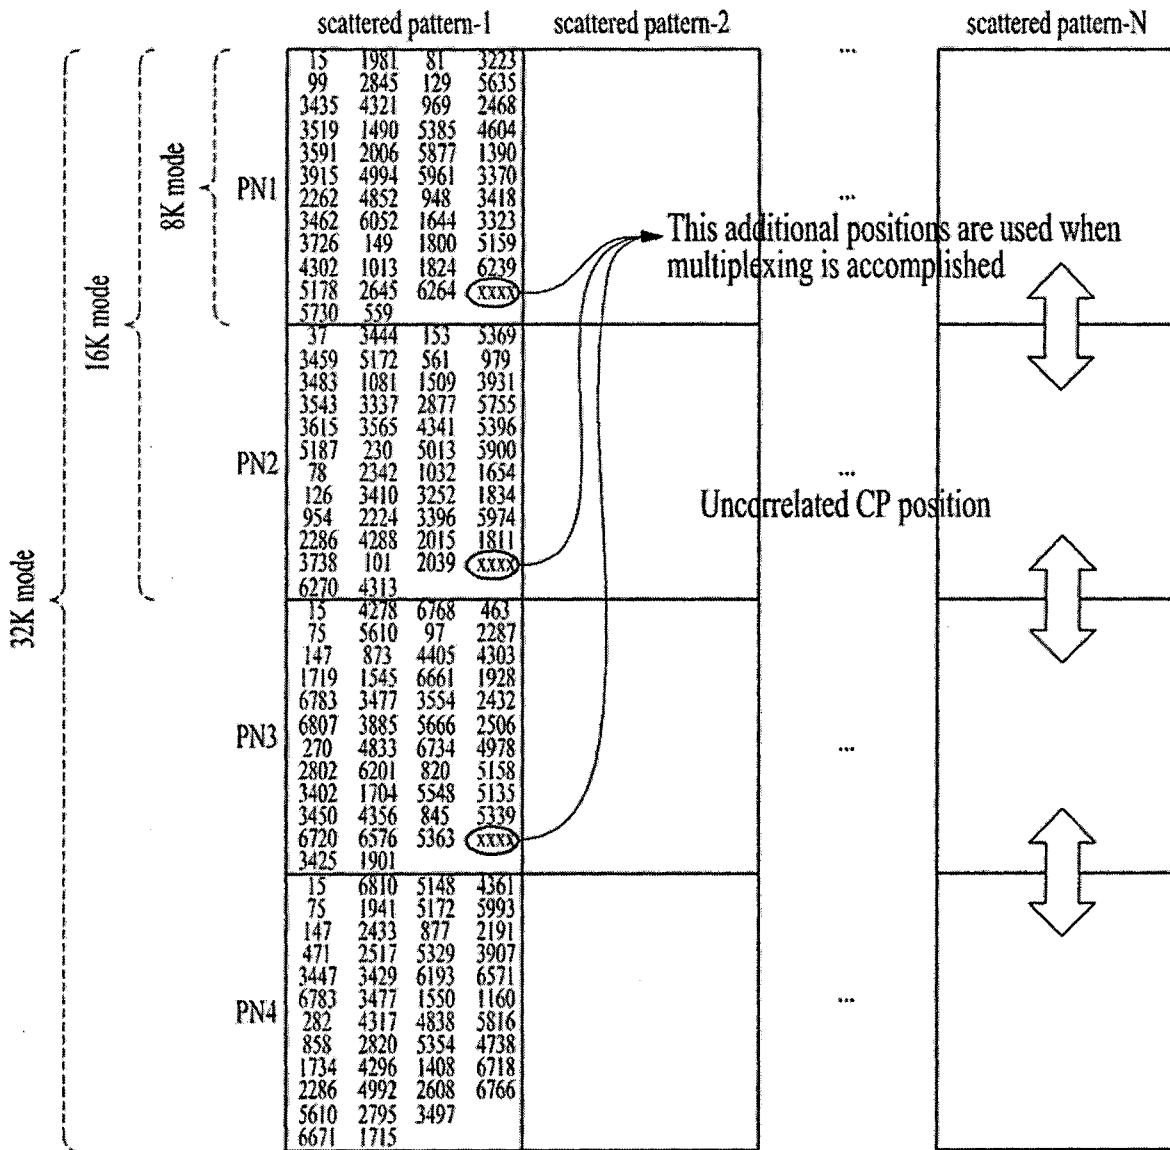 scattered pattern-1 scattered pattern-2 ... scattered pattern-N
32K mode
16K mode
8K mode
PN1
15 1981 81 3223
99 2845 129 5635
3435 4321 969 2468
3519 1490 5385 4604
3591 2006 5877 1390
3915 4994 5961 3370
2262 4852 948 3418
3462 6052 1644 3323
3726 149 1800 5159
4302 1013 1824 6239
5178 2645 6264 xxxx
5730 559
...
This additional positions are used when
multiplexing is accomplished
PN2
37 3444 153 5369
3459 5172 561 979
3483 1081 1509 3931
3543 3337 2877 5755
3615 3565 4341 5396
5187 230 5013 5900
78 2342 1032 1654
126 3410 3252 1834
954 2224 3396 5974
2286 4288 2015 1811
3738 101 2039 xxxx
6270 4313
...
Uncorrelated CP position
PN3
15 4278 6768 463
75 5610 97 2287
147 873 4405 4303
1719 1545 6661 1928
6783 3477 3554 2432
6807 3885 5666 2506
270 4833 6734 4978
2802 6201 820 5158
3402 1704 5548 5135
3450 4356 845 5339
6720 6576 5363 xxxx
3425 1901
...
PN4
15 6810 5148 4361
75 1941 5172 5993
147 2433 877 2191
471 2517 5329 3907
3447 3429 6193 6571
6783 3477 1550 1160
282 4317 4838 5816
858 2820 5354 4738
1734 4296 1408 6718
2286 4992 2608 6766
5610 2795 3497
6671 1715
...